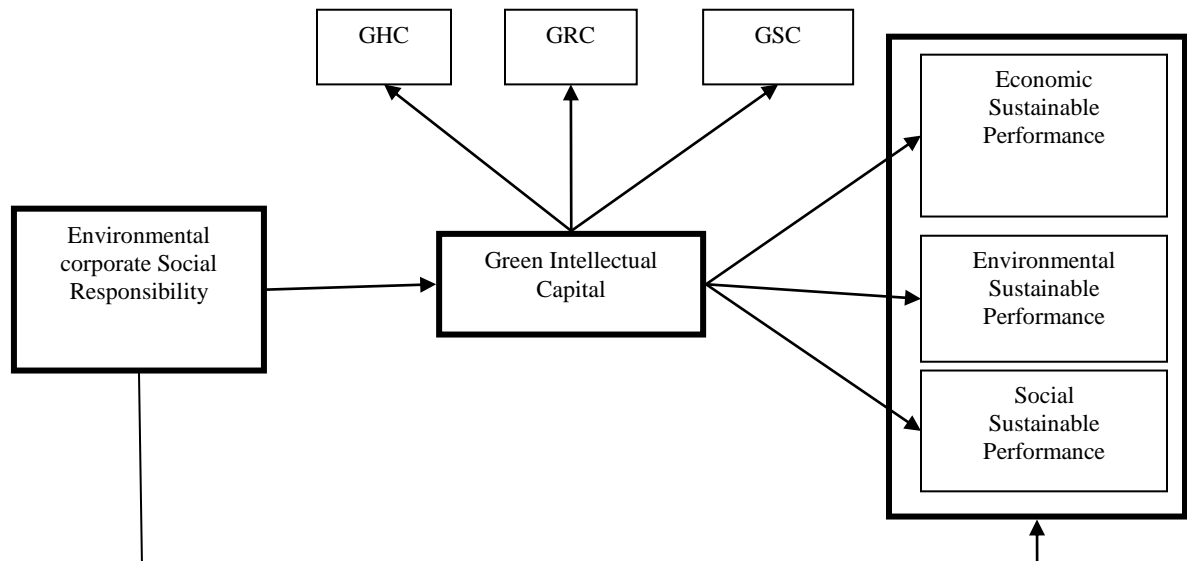 GHC
GRC
GSC
Economic
Sustainable
Performance
Environmental
corporate Social
Responsibility
Green Intellectual
Capital
Environmental
Sustainable
Performance
Social
Sustainable
Performance